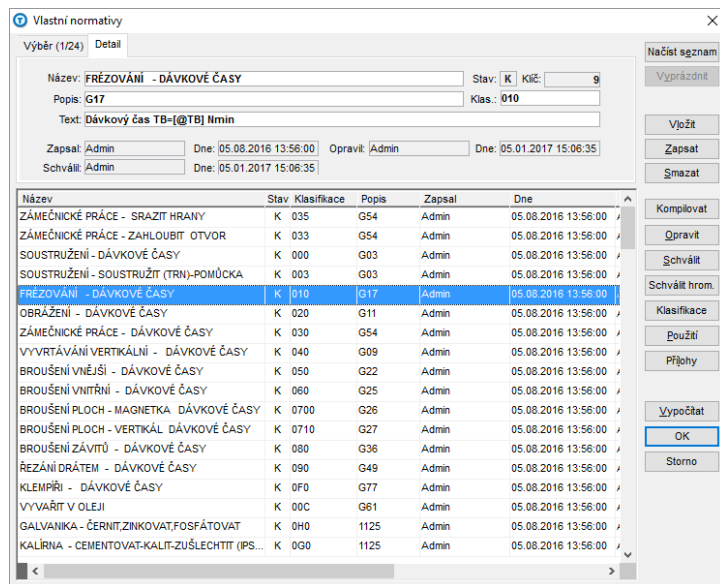 Vlastní normativy
Výběr (1/24) Detail
Název: FRÉZOVÁNÍ - DÁVKOVÉ ČASY Stav: K Klíč: 9
Popis: G17 Klas.: 010
Text: Dávkový čas TB=[@TB] Nmin
Zapsal: Admin Dne: 05.08.2016 13:56:00 Opravil: Admin Dne: 05.01.2017 15:06:35
Schválil: Admin Dne: 05.01.2017 15:06:35
Název Stav Klasifikace Popis Zapsal Dne
ZÁMEČNICKÉ PRÁCE - SRAZIT HRANY K 035 G54 Admin 05.08.2016 13:56:00
ZÁMEČNICKÉ PRÁCE - ZAHLOUBIT OTVOR K 033 G54 Admin 05.08.2016 13:56:00
SOUSTRUŽENÍ - DÁVKOVÉ ČASY K 000 G03 Admin 05.08.2016 13:56:00
SOUSTRUŽENÍ - SOUSTRUŽIT (TRN)-POMŮCKA K 003 G03 Admin 05.08.2016 13:56:00
FRÉZOVÁNÍ - DÁVKOVÉ ČASY K 010 G17 Admin 05.08.2016 13:56:00
OBRÁŽENÍ - DÁVKOVÉ ČASY K 020 G11 Admin 05.08.2016 13:56:00
ZÁMEČNICKÉ PRÁCE - DÁVKOVÉ ČASY K 030 G54 Admin 05.08.2016 13:56:00
VYVRTÁVÁNÍ VERTIKÁLNÍ - DÁVKOVÉ ČASY K 040 G09 Admin 05.08.2016 13:56:00
BROUŠENÍ VNĚJŠÍ - DÁVKOVÉ ČASY K 050 G22 Admin 05.08.2016 13:56:00
BROUŠENÍ VNITŘNÍ - DÁVKOVÉ ČASY K 060 G25 Admin 05.08.2016 13:56:00
BROUŠENÍ PLOCH - MAGNETKA DÁVKOVÉ ČASY K 0700 G26 Admin 05.08.2016 13:56:00
BROUŠENÍ PLOCH - VERTIKÁL DÁVKOVÉ ČASY K 0710 G27 Admin 05.08.2016 13:56:00
BROUŠENÍ ZÁVITŮ - DÁVKOVÉ ČASY K 080 G36 Admin 05.08.2016 13:56:00
ŘEZÁNÍ DRÁTEM - DÁVKOVÉ ČASY K 090 G49 Admin 05.08.2016 13:56:00
KLEMPÍŘI - DÁVKOVÉ ČASY K 0F0 G77 Admin 05.08.2016 13:56:00
VYVAŘIT V OLEJI K 00C G61 Admin 05.08.2016 13:56:00
GALVANIKA - ČERNIT,ZINKOVAT,FOSFÁTOVAT K 0H0 1125 Admin 05.08.2016 13:56:00
KALÍRNA - CEMENTOVAT-KALIT-ZUŠLECHTIT (IPS... K 0G0 1125 Admin 05.08.2016 13:56:00
Načíst seznam
Vyprázdnit
Vložit
Zapsat
Smazat
Kompilovat
Opravit
Schválit
Schválit hrom.
Klasifikace
Použití
Přílohy
Vypočítat
OK
Storno